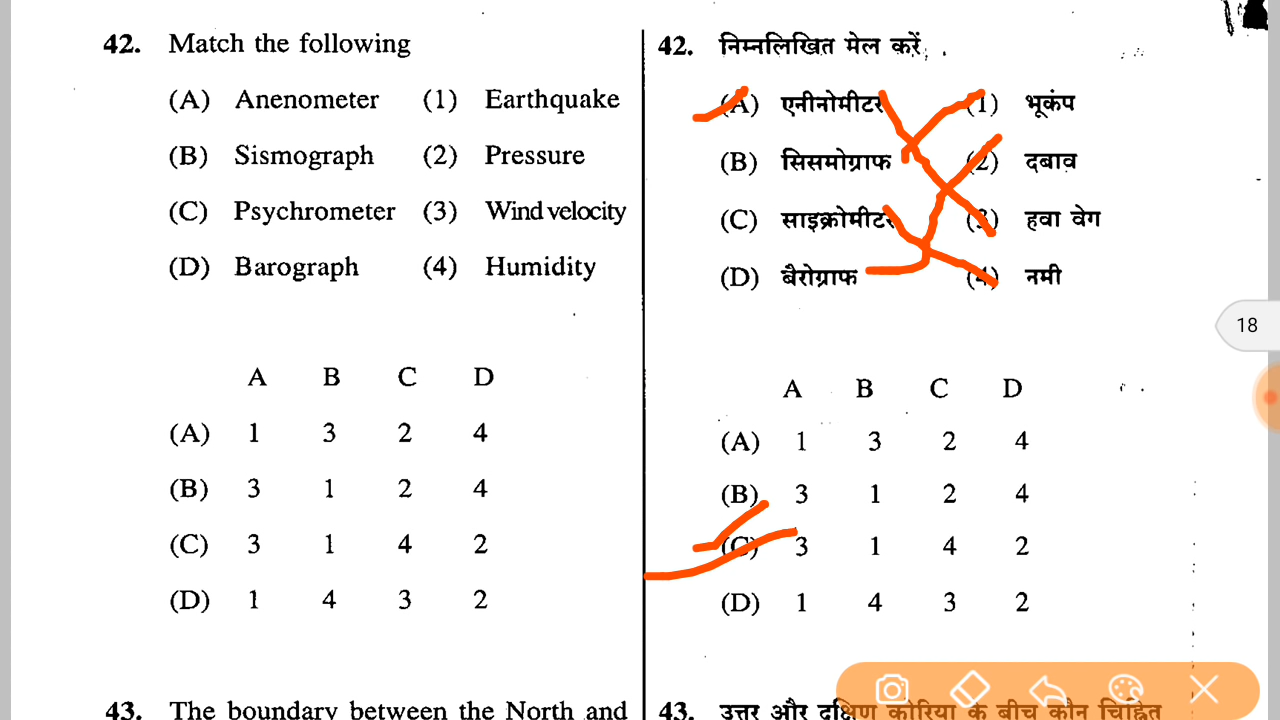 42. Match the following
(A) Anenometer (1) Earthquake
(B) Sismograph (2) Pressure
(C) Psychrometer (3) Wind velocity
(D) Barograph (4) Humidity
A B C D
(A) 1 3 2 4
(B) 3 1 2 4
(C) 3 1 4 2
(D) 1 4 3 2
43. The boundary between the North and
42. निम्नलिखित मेल करें
(A) एनीनोमीटर (1) भूकंप
(B) सिसमोग्राफ (2) दबाव
(C) साइक्रोमीटर (3) हवा वेग
(D) बैरोग्राफ (4) नमी
A B C D
(A) 1 3 2 4
(B) 3 1 2 4
(C) 3 1 4 2
(D) 1 4 3 2
43. उत्तर और दक्षिण कोरिया के बीच कौन चिह्नित
18